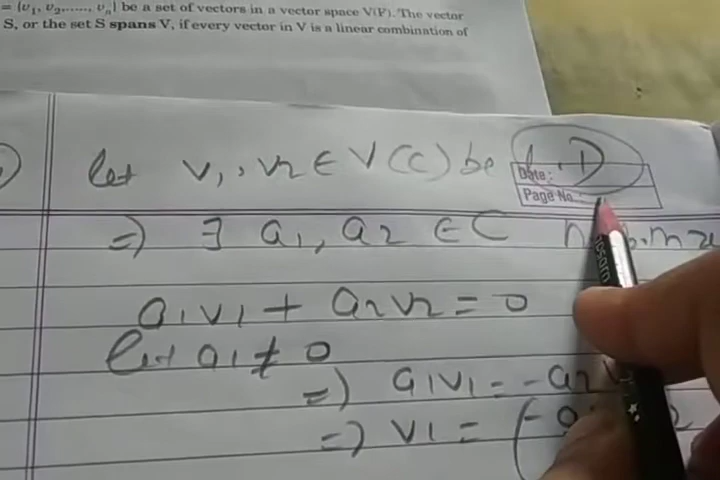 = {v₁, v₂,....., vₙ} be a set of vectors in a vector space V(F). The vector
S, or the set S spans V, if every vector in V is a linear combination of
let v₁, v₂ ∈ V(C) be L.D
Date :
Page No :
⇒ ∃ a₁, a₂ ∈ C
a₁v₁ + a₂v₂ = 0
let a₁ ≠ 0
⇒ a₁v₁ = -a₂
⇒ v₁ = (-a